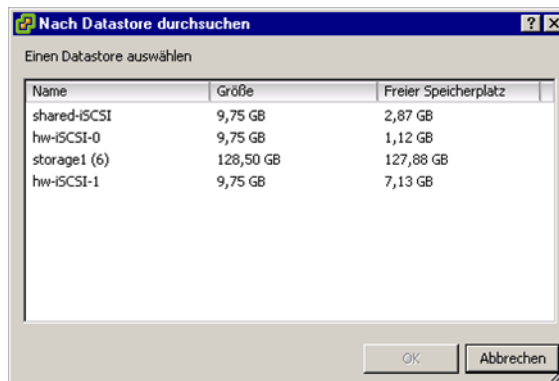 Nach Datastore durchsuchen
Einen Datastore auswählen
Name Größe Freier Speicherplatz
shared-iSCSI 9,75 GB 2,87 GB
hw-iSCSI-0 9,75 GB 1,12 GB
storage1 (6) 128,50 GB 127,88 GB
hw-iSCSI-1 9,75 GB 7,13 GB
OK Abbrechen